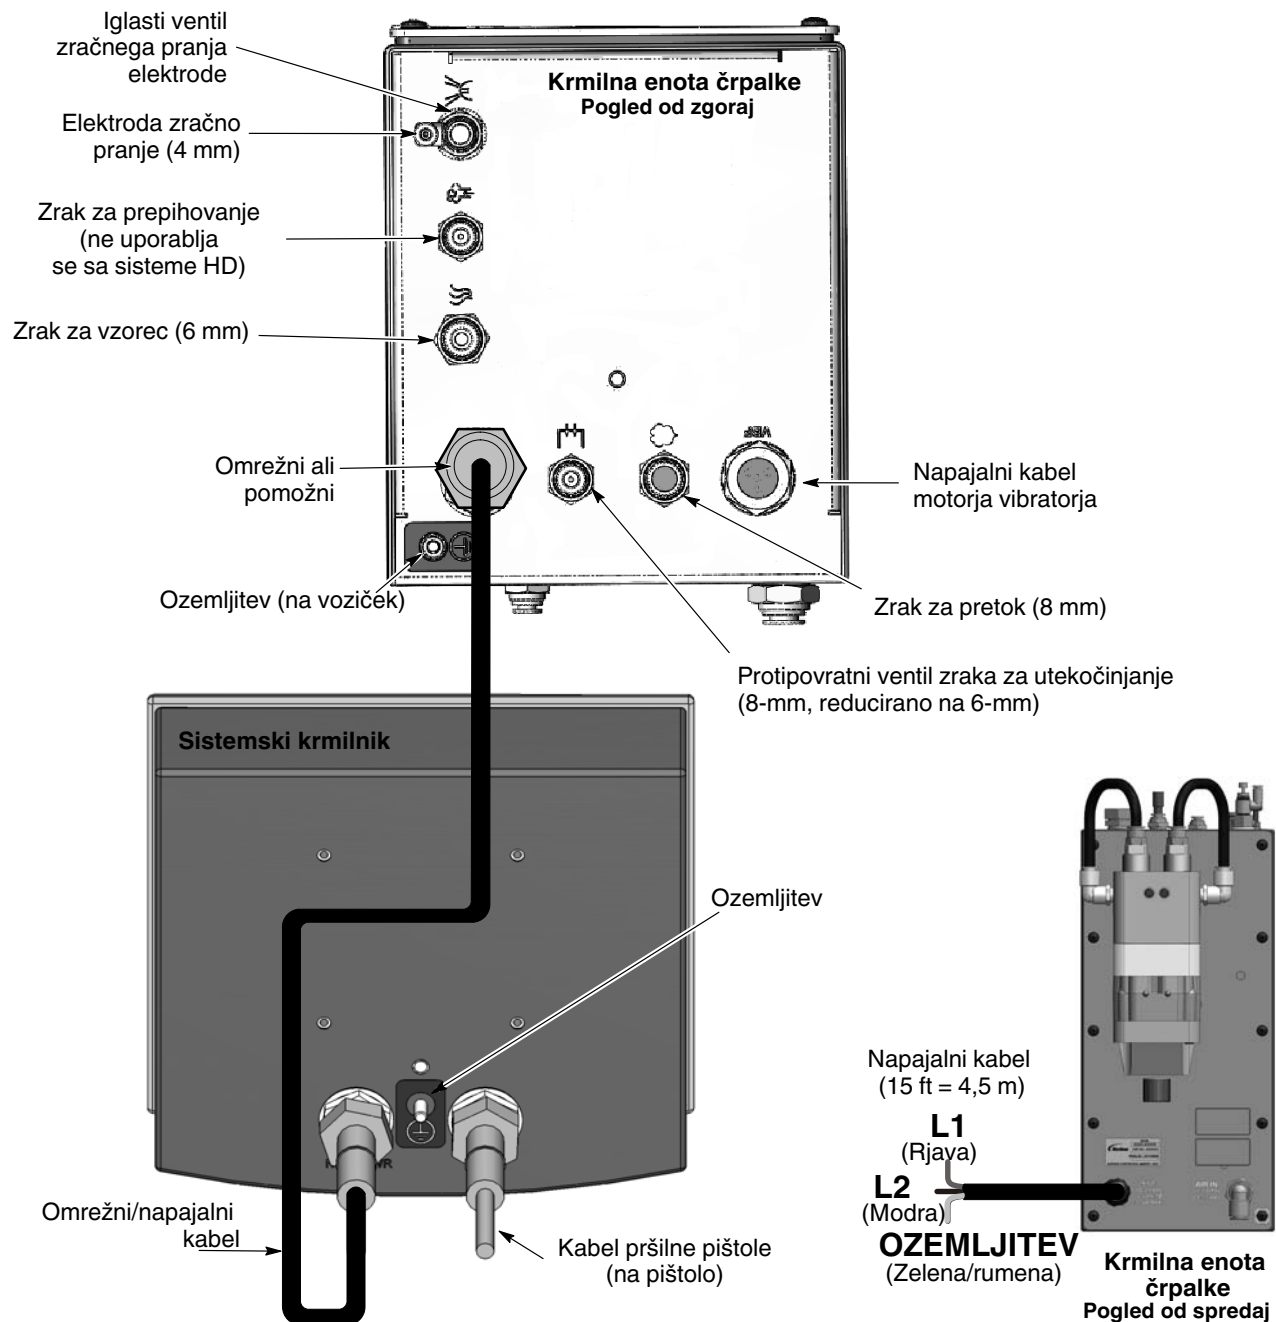 Iglasti ventil
zračnega pranja
elektrode
Krmilna enota črpalke
Pogled od zgoraj
Elektroda zračno
pranje (4 mm)
Zrak za prepihovanje
(ne uporablja
se sa sisteme HD)
Zrak za vzorec (6 mm)
Omrežni ali
pomožni
VBF
Napajalni kabel
motorja vibratorja
Ozemljitev (na voziček)
Zrak za pretok (8 mm)
Protipovratni ventil zraka za utekočinjanje
(8-mm, reducirano na 6-mm)
Sistemski krmilnik
Ozemljitev
Napajalni kabel
(15 ft = 4,5 m)
L1
(Rjava)
L2
(Modra)
OZEMLJITEV
(Zelena/rumena)
AIR IN
Omrežni/napajalni
kabel
Kabel pršilne pištole
(na pištolo)
Krmilna enota
črpalke
Pogled od spredaj